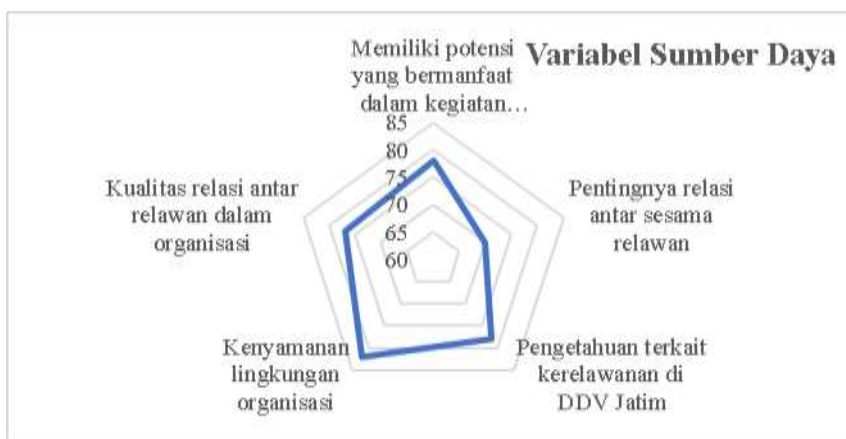 Variabel Sumber Daya
Memiliki potensi
yang bermanfaat
dalam kegiatan...
85
80
75
70
65
60
Pentingnya relasi
antar sesama
relawan
Pengetahuan terkait
kerelawanan di
DDV Jatim
Kenyamanan
lingkungan
organisasi
Kualitas relasi antar
relawan dalam
organisasi